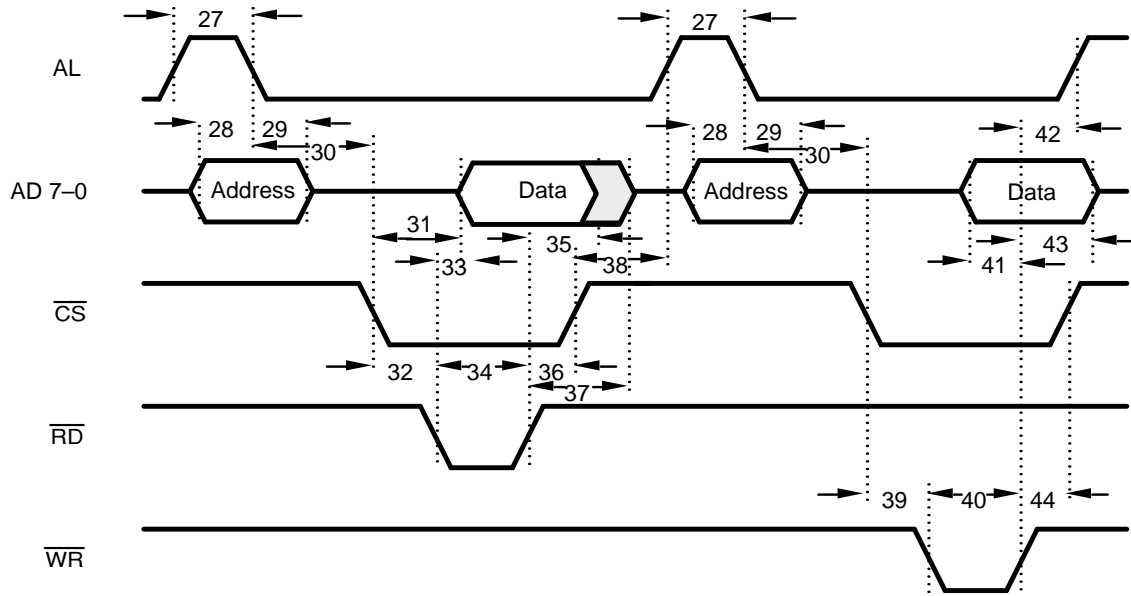 27 27
AL
28 29 30 28 29 30 42
AD 7–0 Address Data Address Data
31 35 43
33 38 41
CS
32 34 36
37
RD
39 40 44
WR